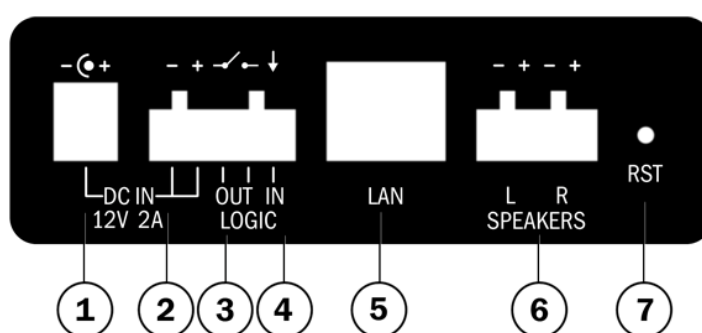 - + - + - + - +
DC IN OUT IN LAN L R RST
12V 2A LOGIC SPEAKERS
1 2 3 4 5 6 7